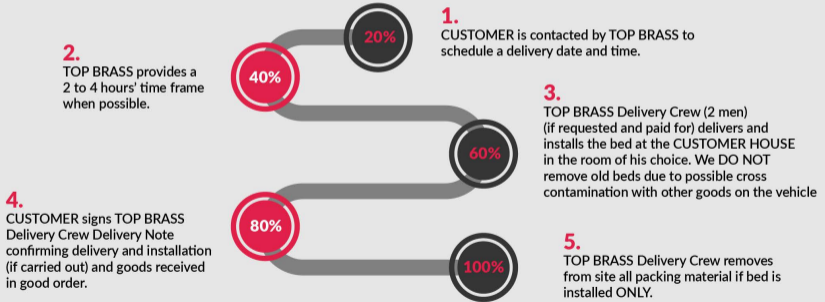 1.
20%
CUSTOMER is contacted by TOP BRASS to
schedule a delivery date and time.
2.
TOP BRASS provides a
2 to 4 hours' time frame
when possible.
40%
3.
TOP BRASS Delivery Crew (2 men)
(if requested and paid for) delivers and
installs the bed at the CUSTOMER HOUSE
in the room of his choice. We DO NOT
remove old beds due to possible cross
contamination with other goods on the vehicle
60%
4.
CUSTOMER signs TOP BRASS
Delivery Crew Delivery Note
confirming delivery and installation
(if carried out) and goods received
in good order.
80%
5.
TOP BRASS Delivery Crew removes
from site all packing material if bed is
installed ONLY.
100%